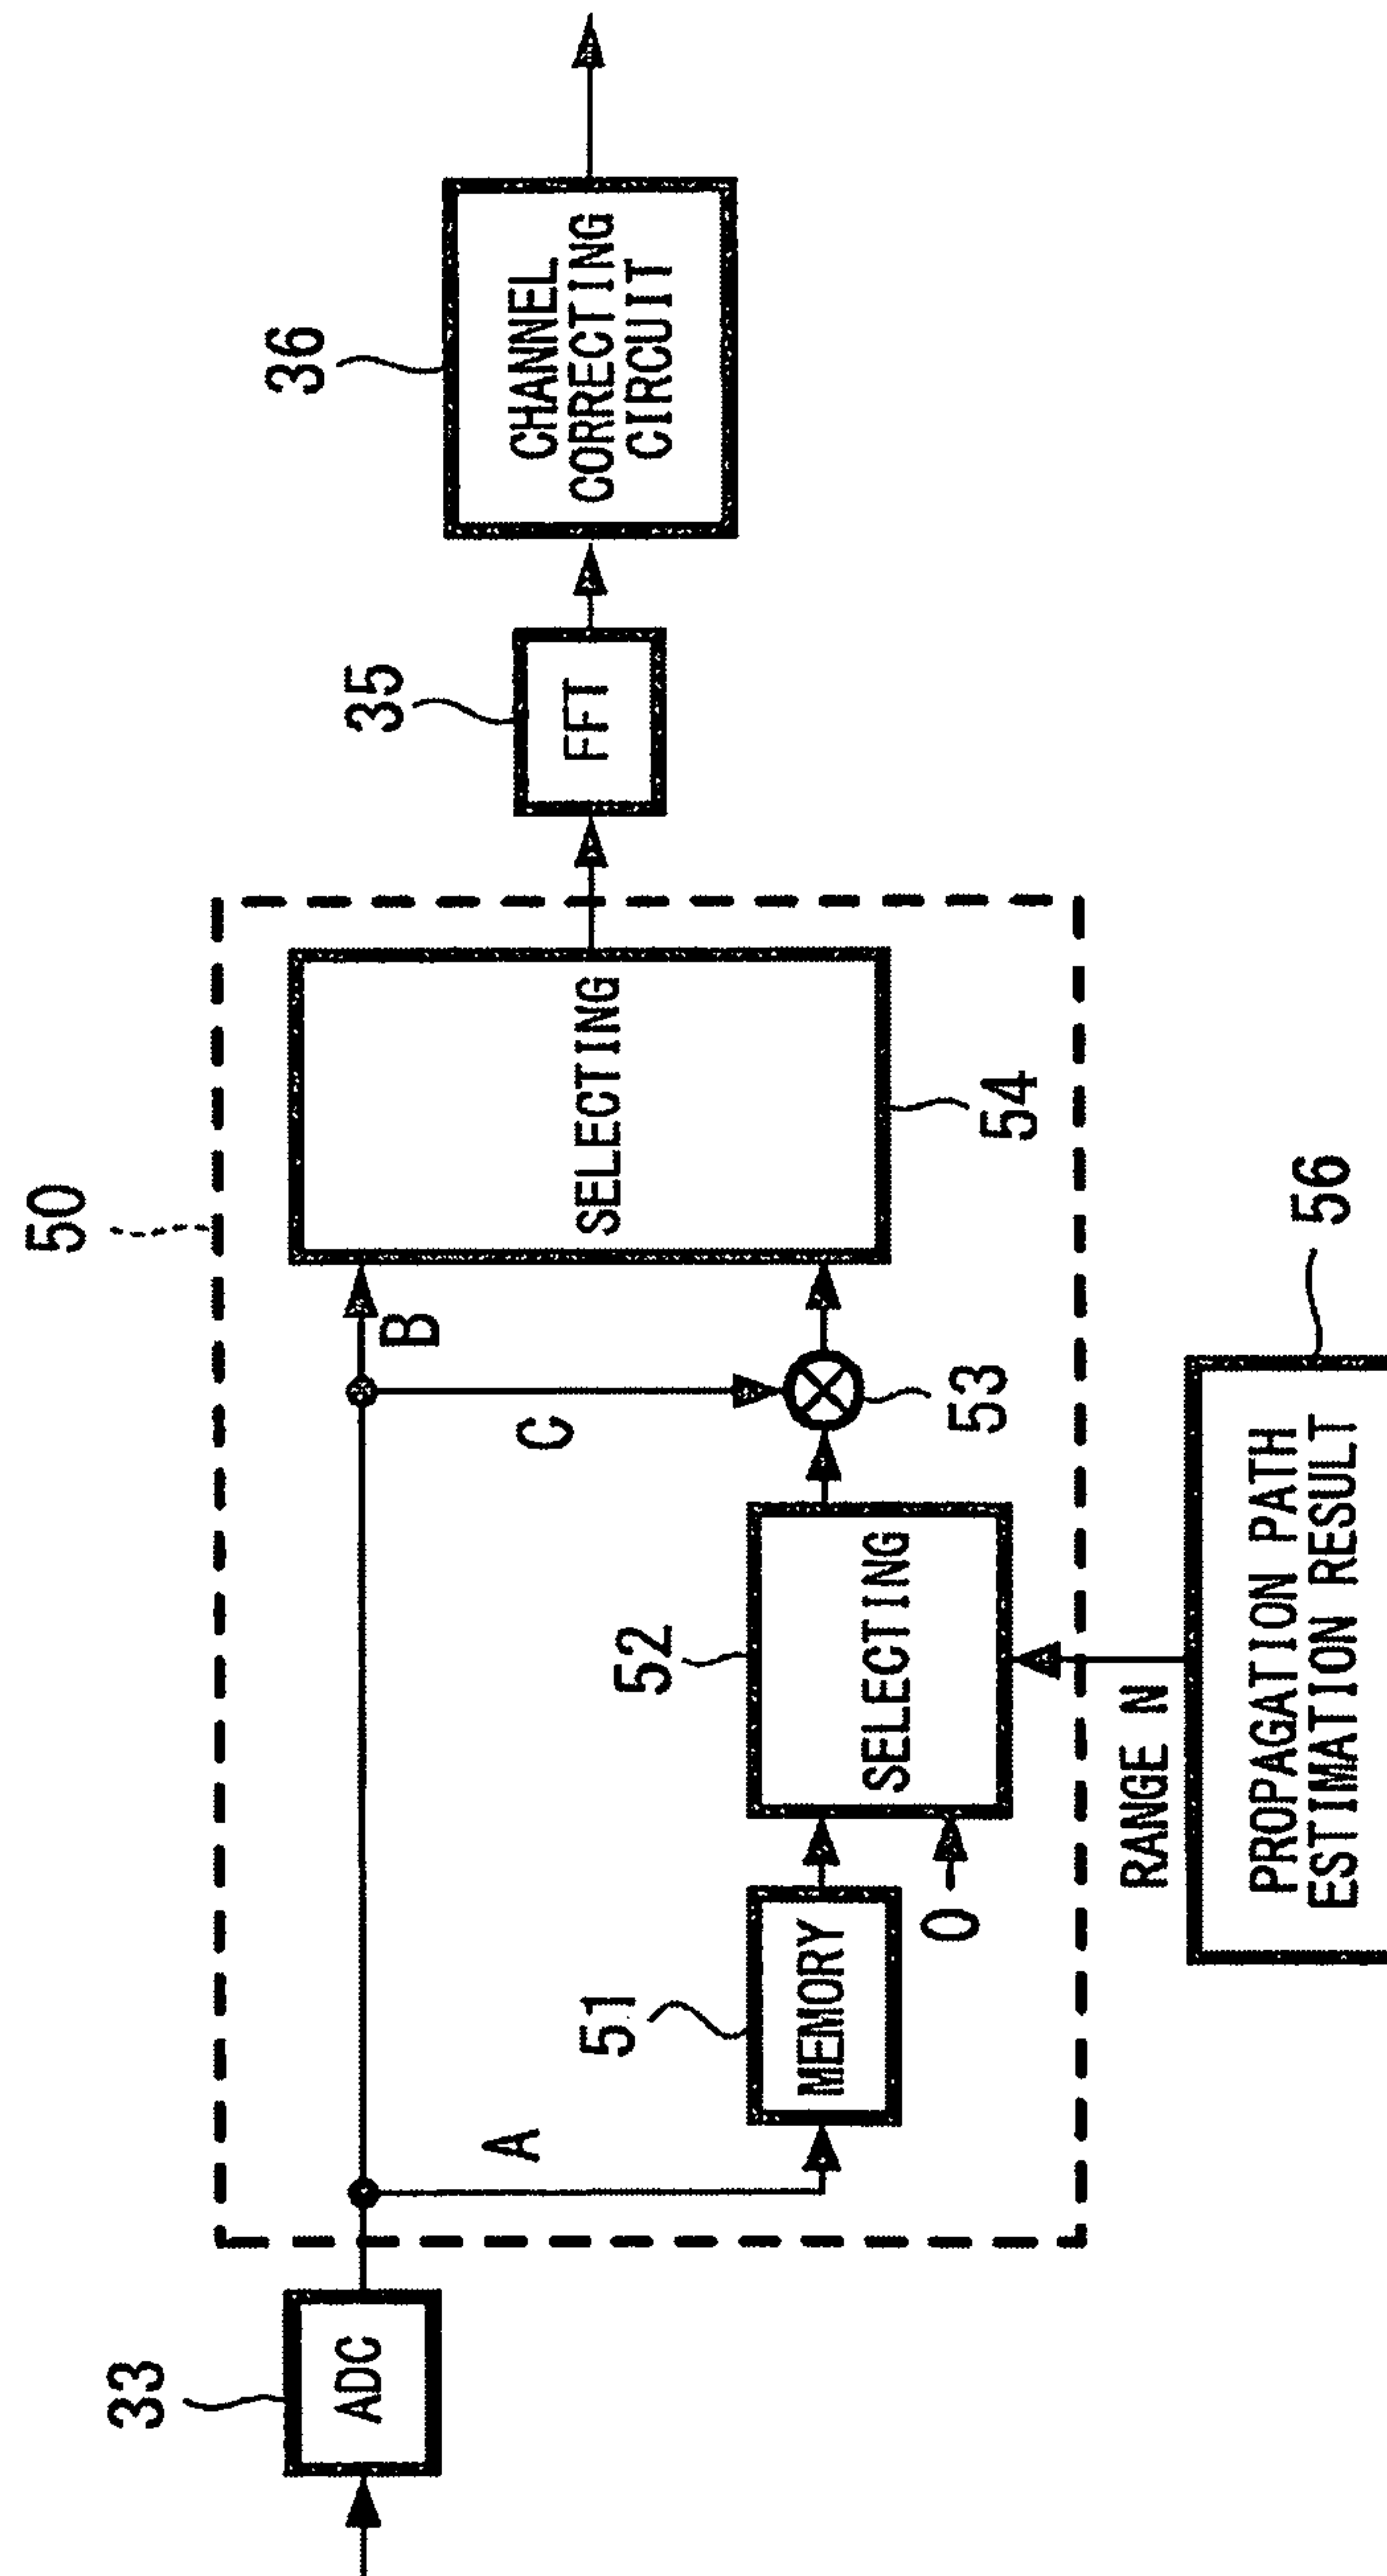 33
ADC
50
A
51
MEMORY
0
52
SELECTING
C
B
53
SELECTING
54
RANGE N
PROPAGATION PATH
ESTIMATION RESULT
56
35
FFT
36
CHANNEL
CORRECTING
CIRCUIT